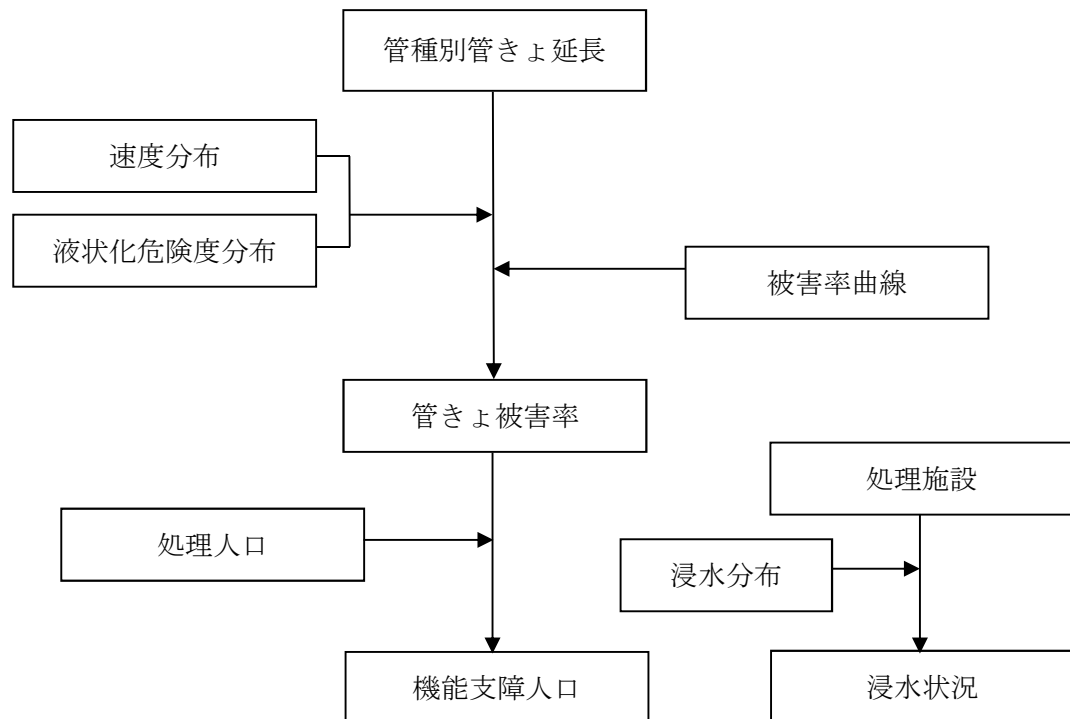 管種別管きょ延長
速度分布
液状化危険度分布
被害率曲線
管きょ被害率
処理施設
処理人口
浸水分布
機能支障人口
浸水状況